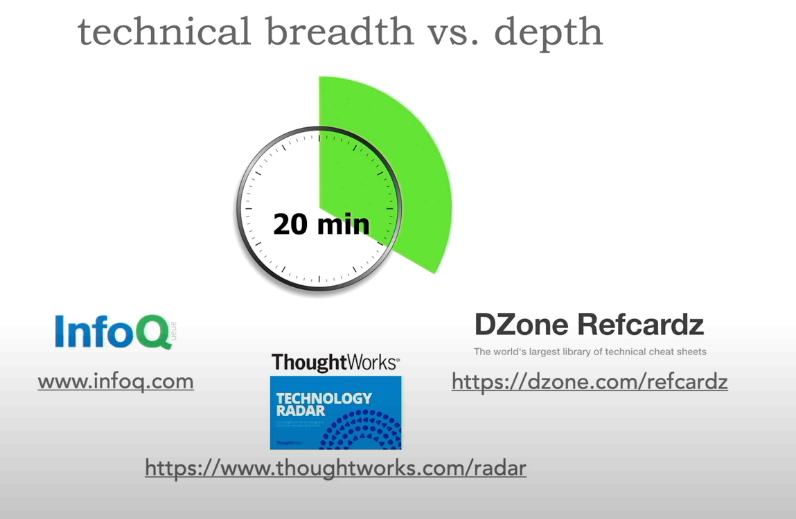 technical breadth vs. depth
20 min
InfoQ
www.infoq.com
ThoughtWorks®
TECHNOLOGY
RADAR
ThoughtWorks
https://www.thoughtworks.com/radar
DZone Refcardz
The world's largest library of technical cheat sheets
https://dzone.com/refcardz